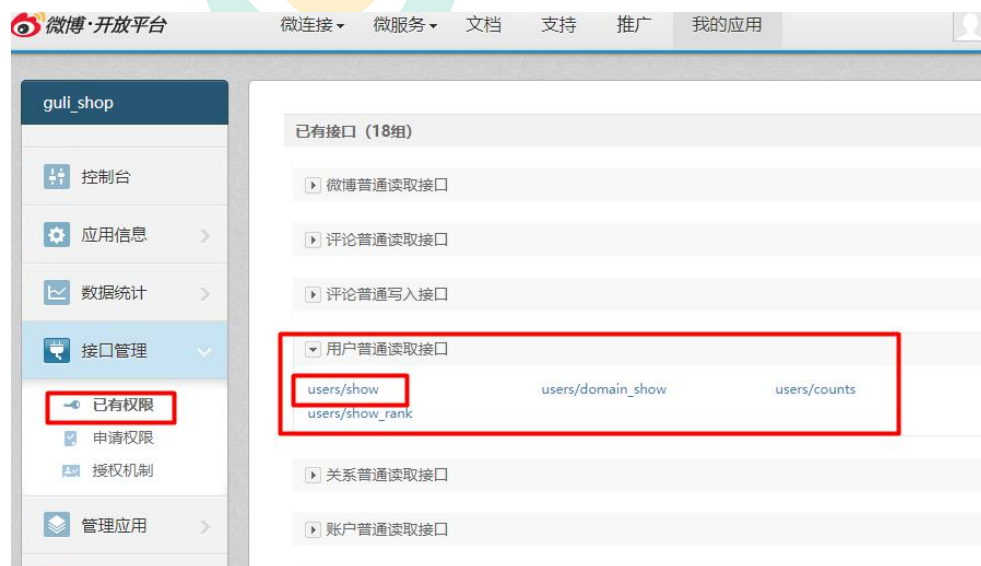 微博·开放平台 微连接 微服务 文档 支持 推广 我的应用
guli_shop
控制台
应用信息
数据统计
接口管理
已有权限
申请权限
授权机制
管理应用
已有接口（18组）
微博普通读取接口
评论普通读取接口
评论普通写入接口
用户普通读取接口
users/show users/domain_show users/counts
users/show_rank
关系普通读取接口
账户普通读取接口